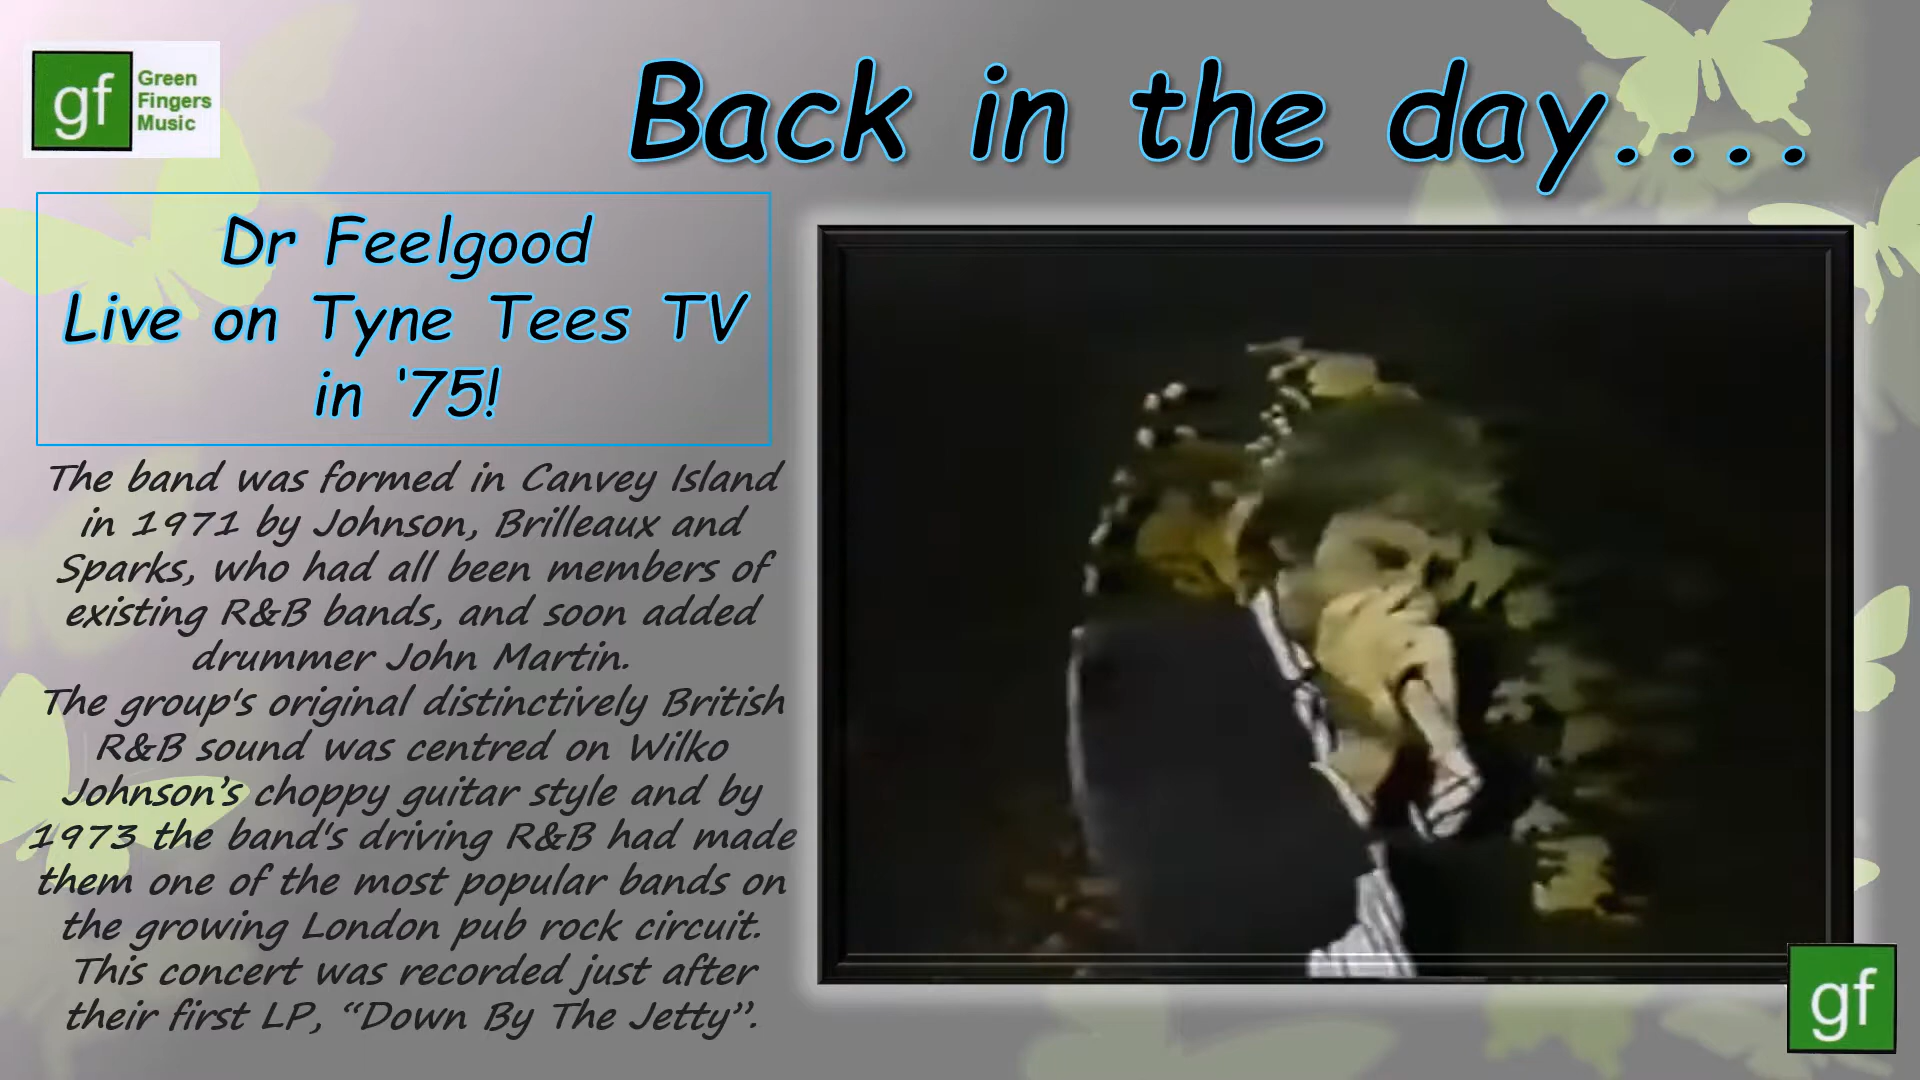 gf
Green
Fingers
Music
Back in the day....
Dr Feelgood
Live on Tyne Tees TV
in '75!
The band was formed in Canvey Island
in 1971 by Johnson, Brilleaux and
Sparks, who had all been members of
existing R&B bands, and soon added
drummer John Martin.
The group's original distinctively British
R&B sound was centred on Wilko
Johnson’s choppy guitar style and by
1973 the band's driving R&B had made
them one of the most popular bands on
the growing London pub rock circuit.
This concert was recorded just after
their first LP, “Down By The Jetty”.
gf